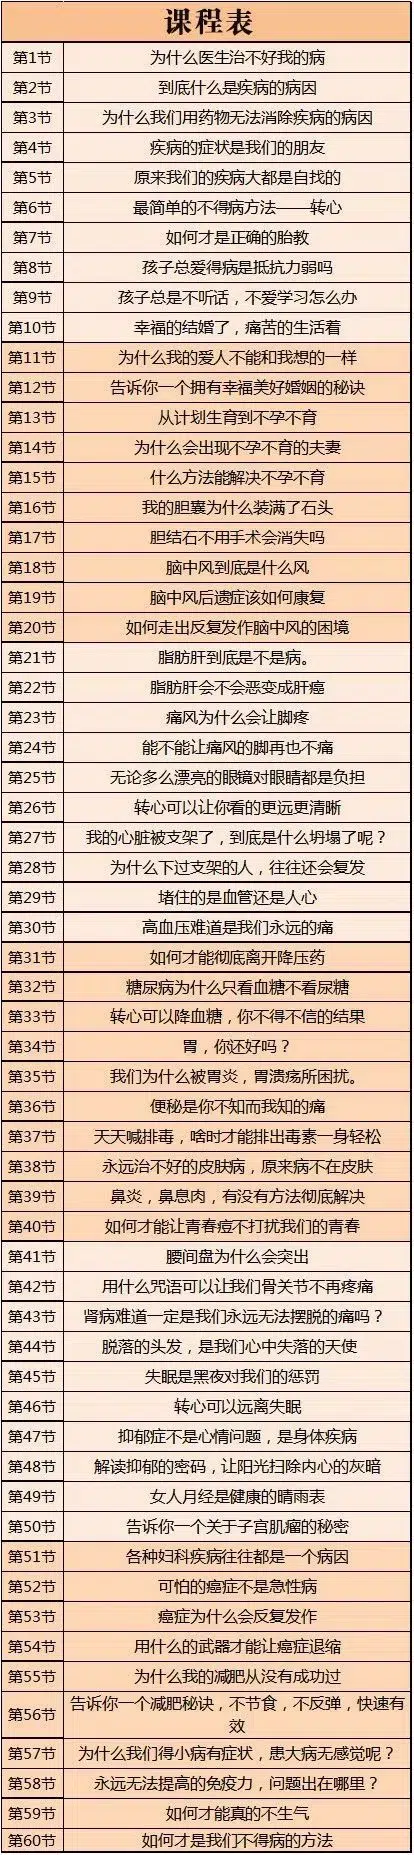 课程表
第1节 为什么医生治不好我的病
第2节 到底什么是疾病的病因
第3节 为什么我们用药物无法消除疾病的病因
第4节 疾病的症状是我们的朋友
第5节 原来我们的疾病大都是自找的
第6节 最简单的不得病方法——转心
第7节 如何才是正确的胎教
第8节 孩子总爱得病是抵抗力弱吗
第9节 孩子总是不听话，不爱学习怎么办
第10节 幸福的结婚了，痛苦的生活着
第11节 为什么我的爱人不能和我想的一样
第12节 告诉你一个拥有幸福美好婚姻的秘诀
第13节 从计划生育到不孕不育
第14节 为什么会出现不孕不育的夫妻
第15节 什么方法能解决不孕不育
第16节 我的胆囊为什么装满了石头
第17节 胆结石不用手术会消失吗
第18节 脑中风到底是什么风
第19节 脑中风后遗症该如何康复
第20节 如何走出反复发作脑中风的困境
第21节 脂肪肝到底是不是病。
第22节 脂肪肝会不会恶变成肝癌
第23节 痛风为什么会让脚疼
第24节 能不能让痛风的脚再也不痛
第25节 无论多么漂亮的眼镜对眼睛都是负担
第26节 转心可以让你看的更远更清晰
第27节 我的心脏被支架了，到底是什么坍塌了呢？
第28节 为什么下过支架的人，往往还会复发
第29节 堵住的是血管还是人心
第30节 高血压难道是我们永远的痛
第31节 如何才能彻底离开降压药
第32节 糖尿病为什么只看血糖不看尿糖
第33节 转心可以降血糖，你不得不信的结果
第34节 胃，你还好吗？
第35节 我们为什么被胃炎，胃溃疡所困扰。
第36节 便秘是你不知而我知的痛
第37节 天天喊排毒，啥时才能排出毒素一身轻松
第38节 永远治不好的皮肤病，原来病不在皮肤
第39节 鼻炎，鼻息肉，有没有方法彻底解决
第40节 如何才能让青春痘不打扰我们的青春
第41节 腰间盘为什么会突出
第42节 用什么咒语可以让我们骨关节不再疼痛
第43节 肾病难道一定是我们永远无法摆脱的痛吗？
第44节 脱落的头发，是我们心中失落的天使
第45节 失眠是黑夜对我们的惩罚
第46节 转心可以远离失眠
第47节 抑郁症不是心情问题，是身体疾病
第48节 解读抑郁的密码，让阳光扫除内心的灰暗
第49节 女人月经是健康的晴雨表
第50节 告诉你一个关于子宫肌瘤的秘密
第51节 各种妇科疾病往往都是一个病因
第52节 可怕的癌症不是急性病
第53节 癌症为什么会反复发作
第54节 用什么的武器才能让癌症退缩
第55节 为什么我的减肥从没有成功过
第56节 告诉你一个减肥秘诀，不节食，不反弹，快速有
效
第57节 为什么我们得小病有症状，患大病无感觉呢？
第58节 永远无法提高的免疫力，问题出在哪里？
第59节 如何才能真的不生气
第60节 如何才是我们不得病的方法